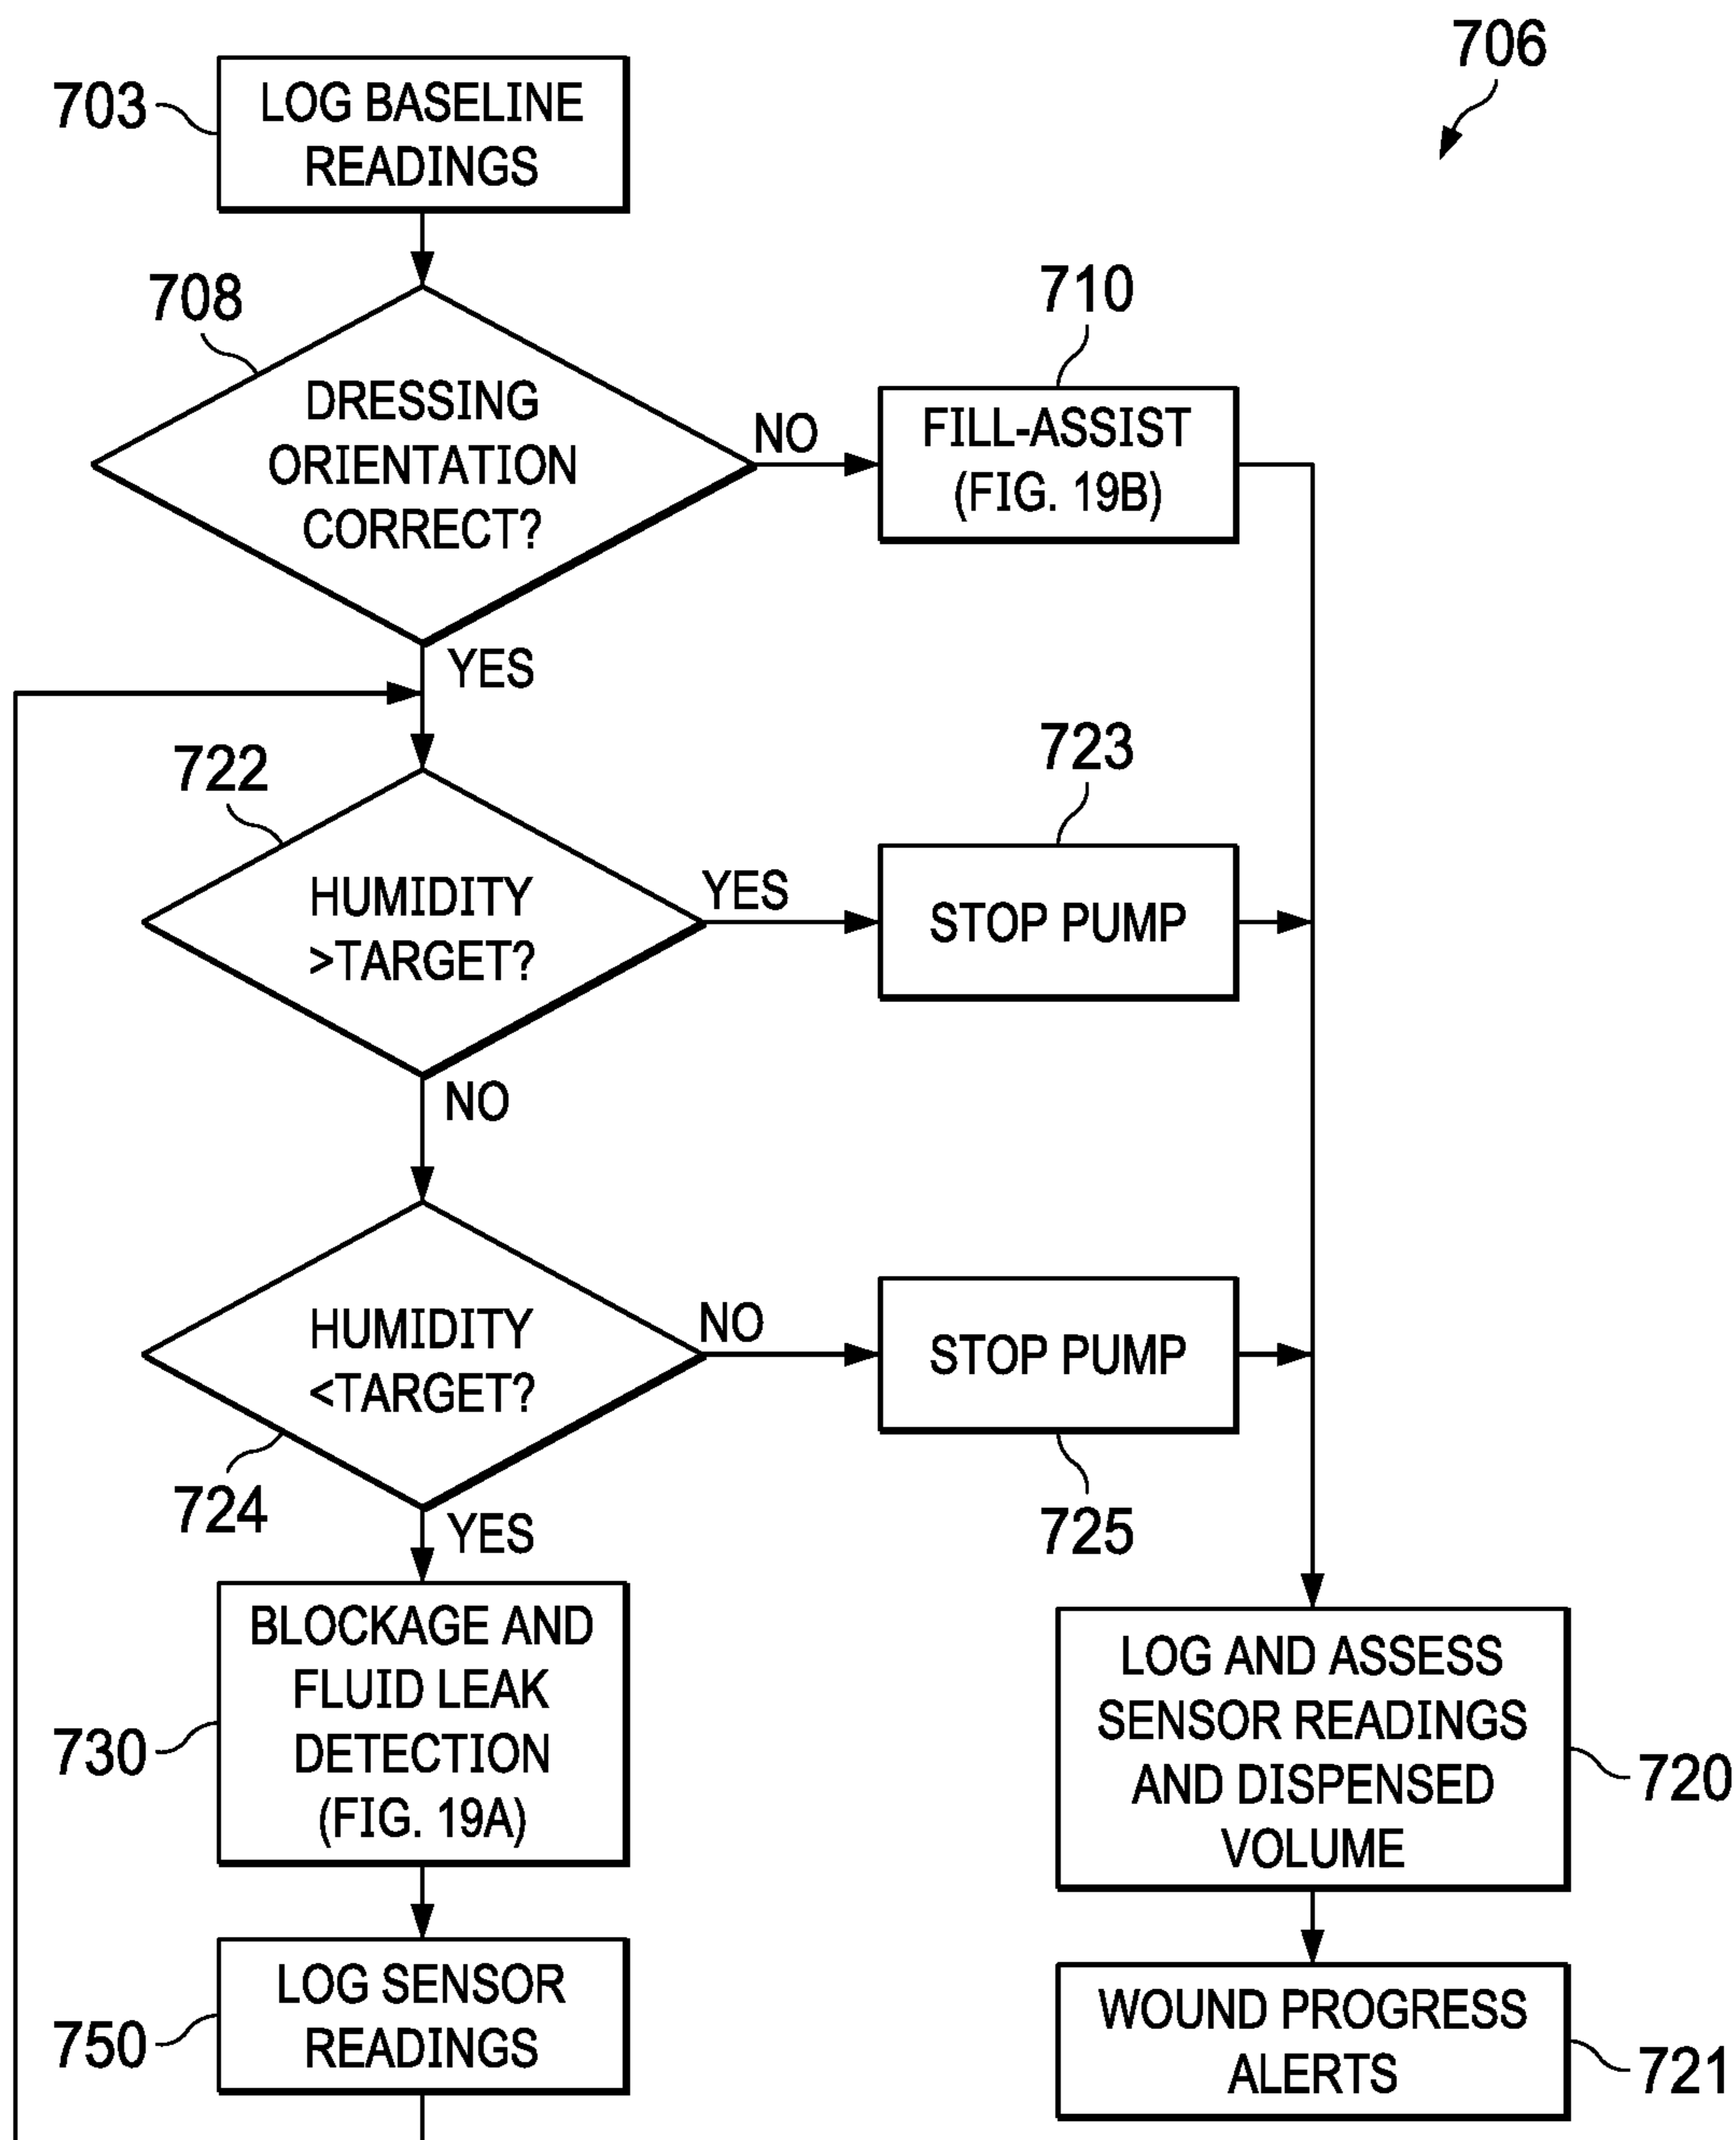 706
703
LOG BASELINE
READINGS
708
DRESSING
ORIENTATION
CORRECT?
NO
710
FILL-ASSIST
(FIG. 19B)
YES
722
HUMIDITY
>TARGET?
YES
723
STOP PUMP
NO
HUMIDITY
<TARGET?
724
NO
STOP PUMP
725
YES
BLOCKAGE AND
FLUID LEAK
DETECTION
(FIG. 19A)
730
LOG AND ASSESS
SENSOR READINGS
AND DISPENSED
VOLUME
720
LOG SENSOR
READINGS
750
WOUND PROGRESS
ALERTS
721